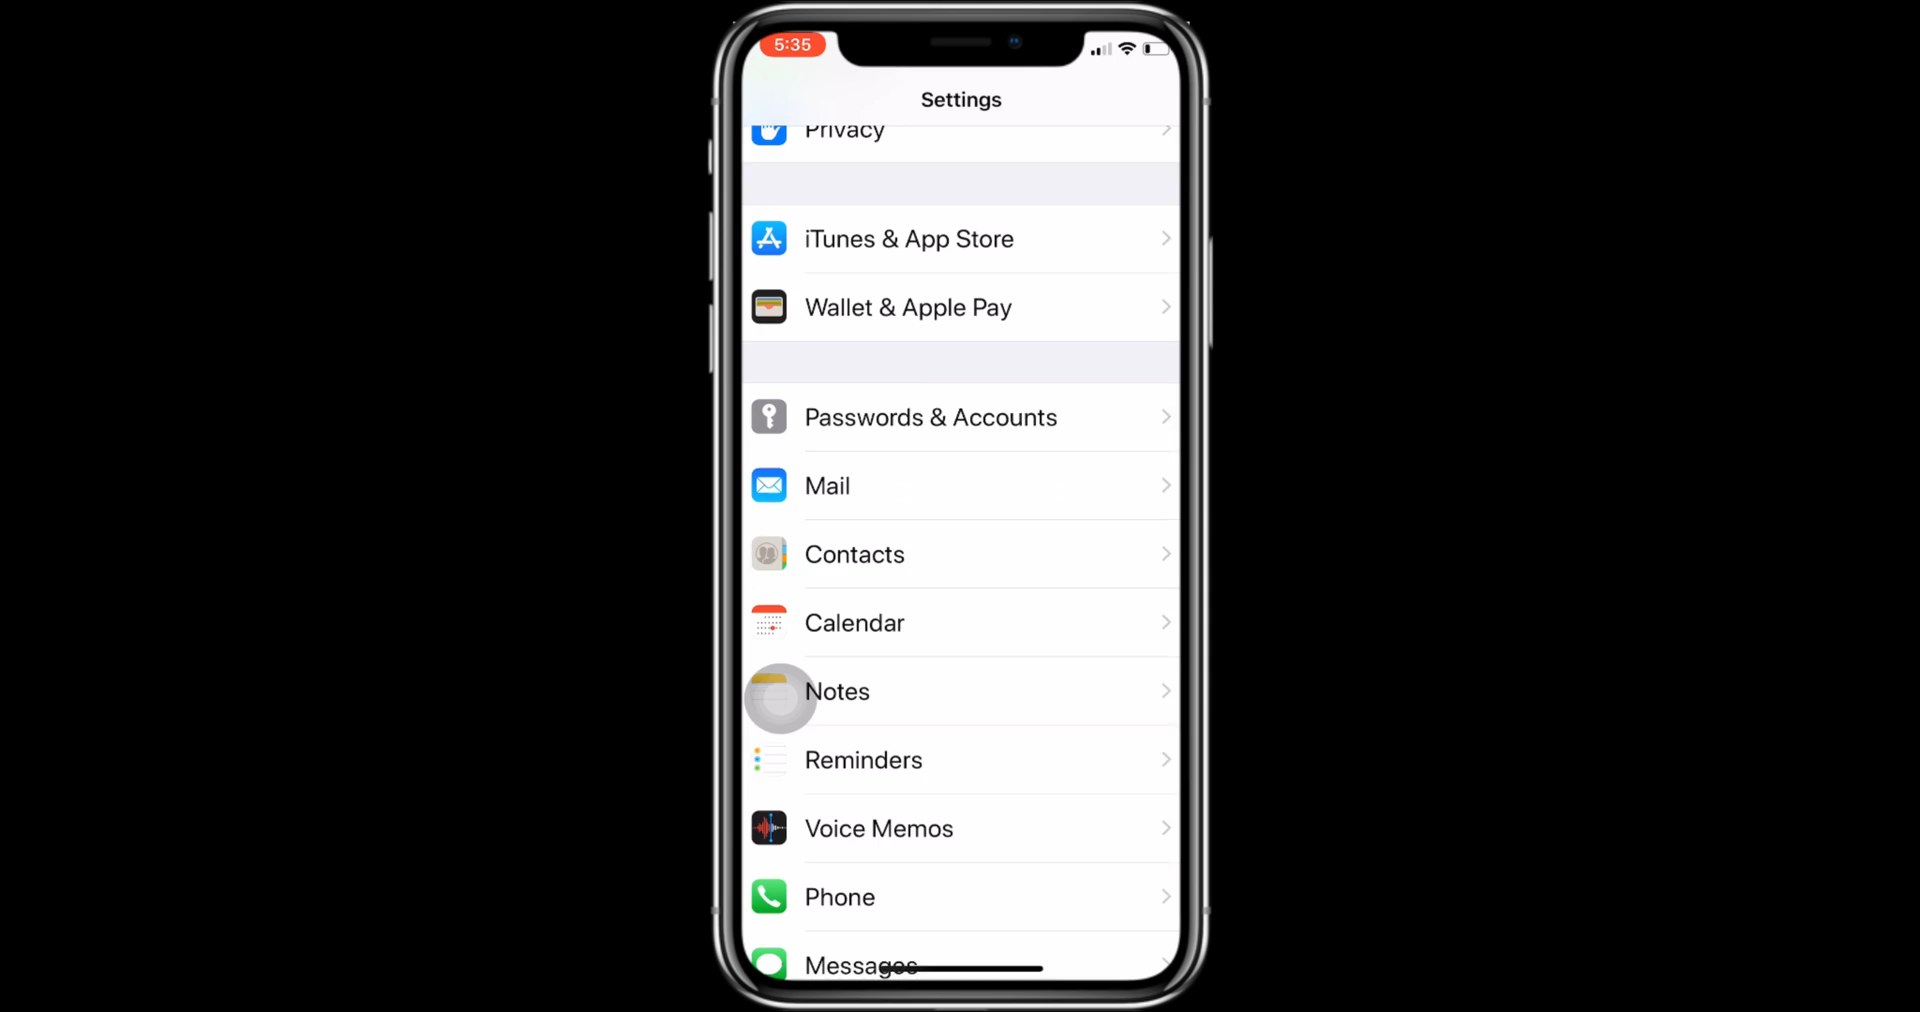 5:35
Settings
Privacy
iTunes & App Store
Wallet & Apple Pay
Passwords & Accounts
Mail
Contacts
Calendar
Notes
Reminders
Voice Memos
Phone
Messages